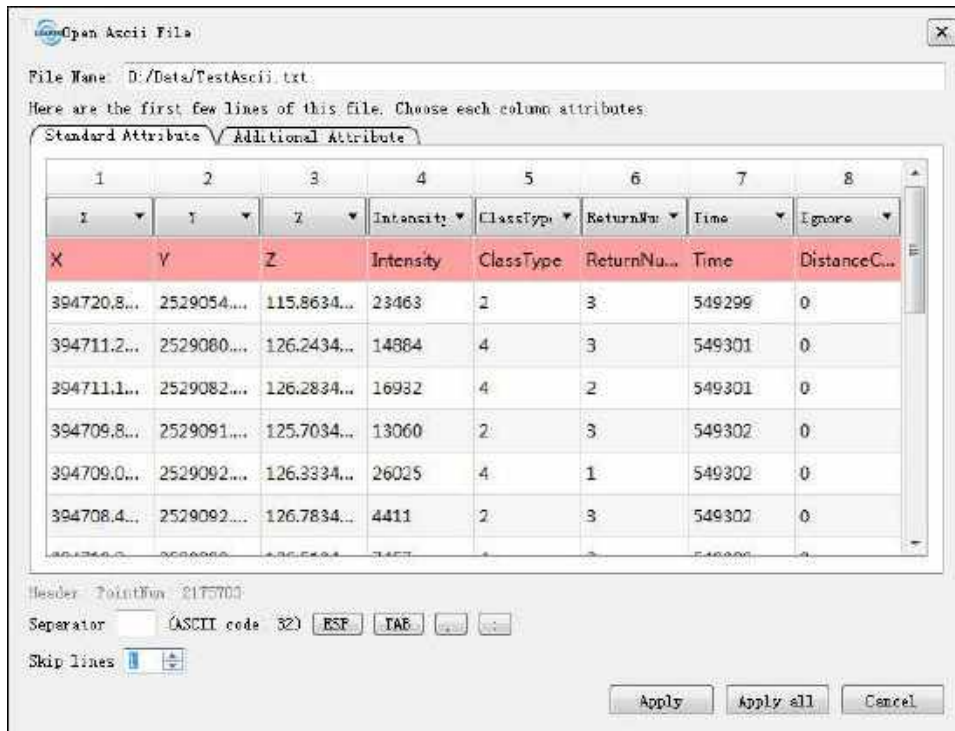 Open Ascii File
File Name: D:/Data/TestAscii.txt
Here are the first few lines of this file. Choose each column attributes
Standard Attribute Additional Attribute
1 2 3 4 5 6 7 8
X Y Z Intensity ClassType ReturnNu Time Ignore
X Y Z Intensity ClassType ReturnNu... Time DistanceC...
394720.8... 2529054.... 115.8634... 23463 2 3 549299 0
394711.2... 2529080.... 126.2434... 14884 4 3 549301 0
394711.1... 2529082.... 126.2834... 16932 4 2 549301 0
394709.8... 2529091.... 125.7034... 13060 2 3 549302 0
394709.0... 2529092.... 126.3334... 26025 4 1 549302 0
394708.4... 2529092.... 126.7834... 4411 2 3 549302 0
Header PointNum
Separator (ASCII code 32) ESP TAB , ;
Skip lines 1
Apply Apply all Cancel